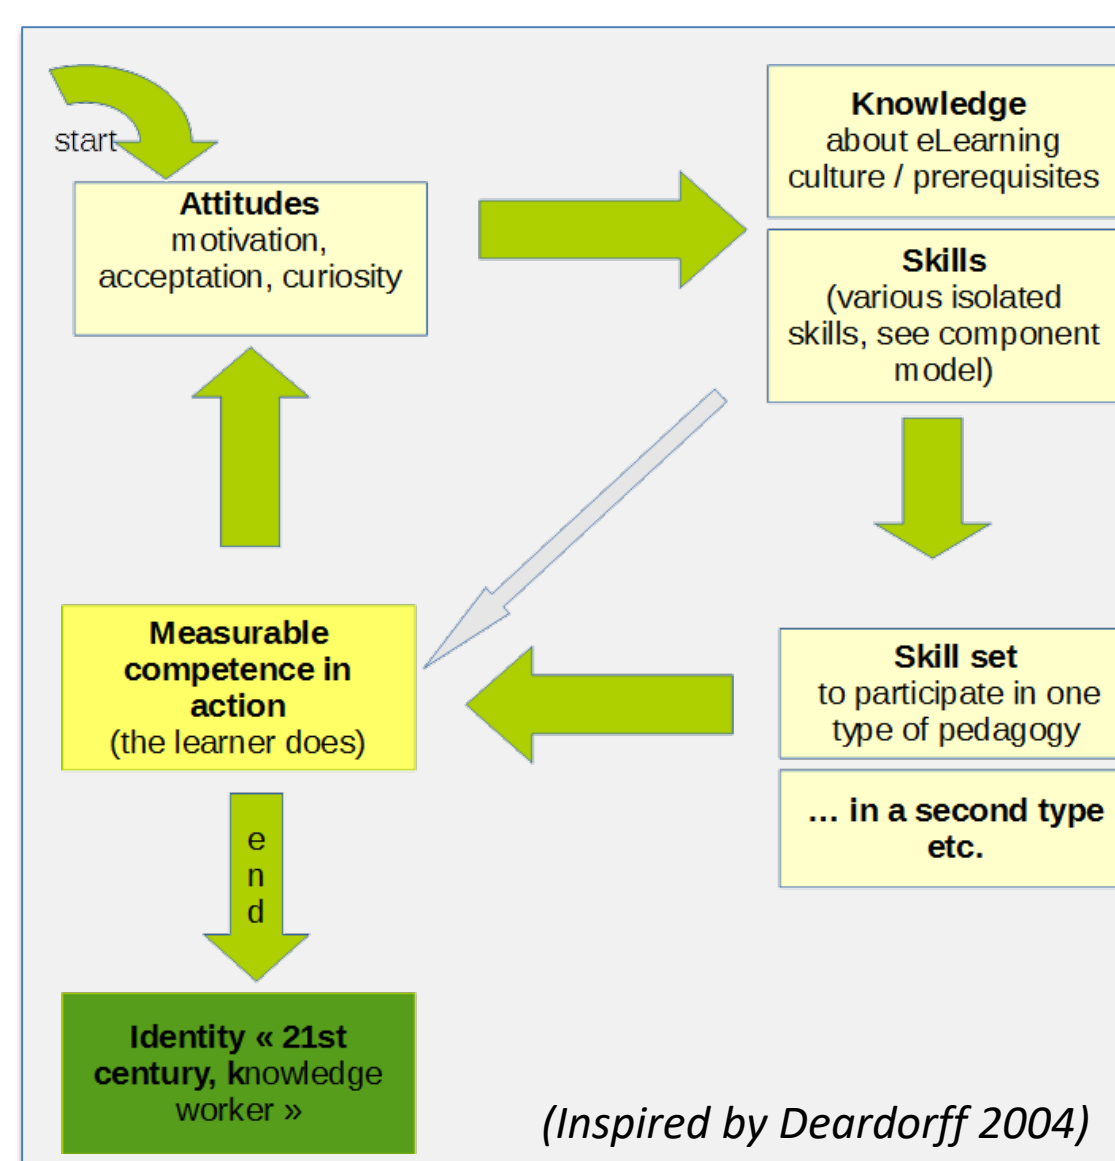 start
Attitudes
motivation,
acceptation, curiosity
Knowledge
about eLearning
culture / prerequisites
Skills
(various isolated
skills, see component
model)
Skill set
to participate in one
type of pedagogy
... in a second type
etc.
Measurable
competence in
action
(the learner does)
e
n
d
Identity « 21st
century, knowledge
worker »
(Inspired by Deardorff 2004)